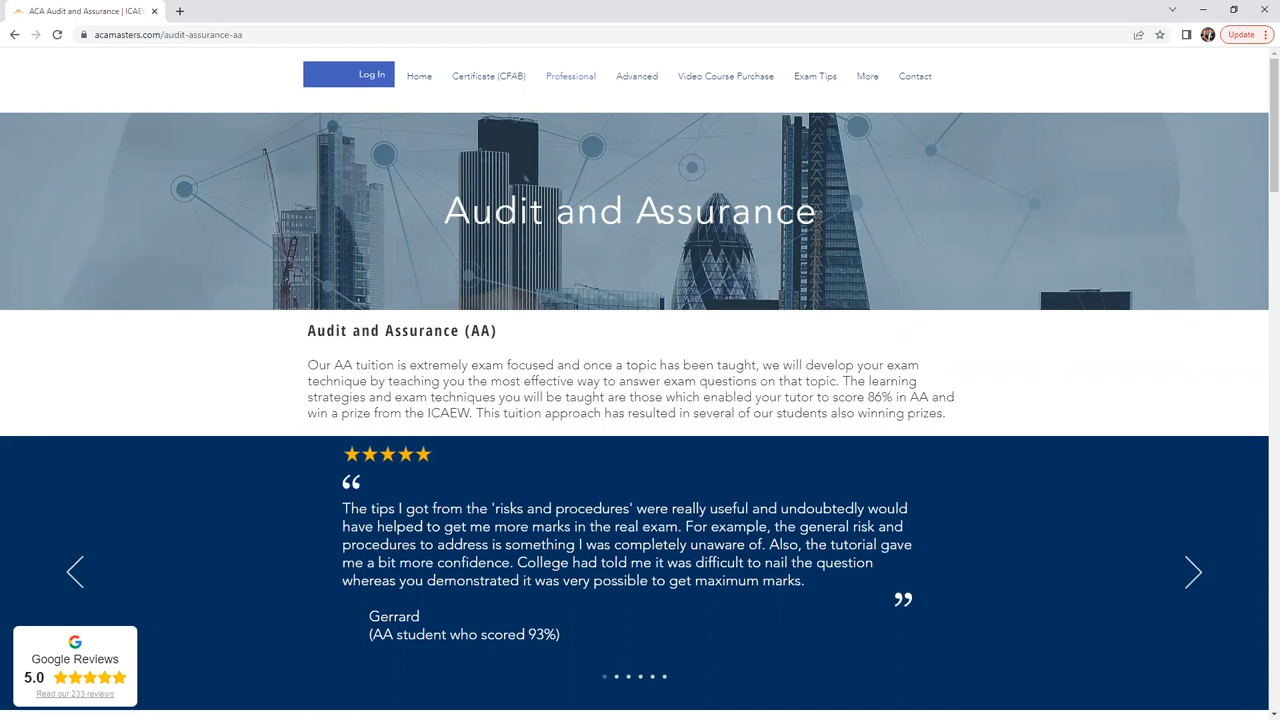 ACA Audit and Assurance | ICAEW
acamasters.com/audit-assurance-aa
Update
Log In
Home
Certificate (CFAB)
Professional
Advanced
Video Course Purchase
Exam Tips
More
Contact
Audit and Assurance
Audit and Assurance (AA)
Our AA tuition is extremely exam focused and once a topic has been taught, we will develop your exam
technique by teaching you the most effective way to answer exam questions on that topic. The learning
strategies and exam techniques you will be taught are those which enabled your tutor to score 86% in AA and
win a prize from the ICAEW. This tuition approach has resulted in several of our students also winning prizes.
“
The tips I got from the 'risks and procedures' were really useful and undoubtedly would
have helped to get me more marks in the real exam. For example, the general risk and
procedures to address is something I was completely unaware of. Also, the tutorial gave
me a bit more confidence. College had told me it was difficult to nail the question
whereas you demonstrated it was very possible to get maximum marks.
”
Gerrard
(AA student who scored 93%)
G
Google Reviews
5.0
Read our 233 reviews